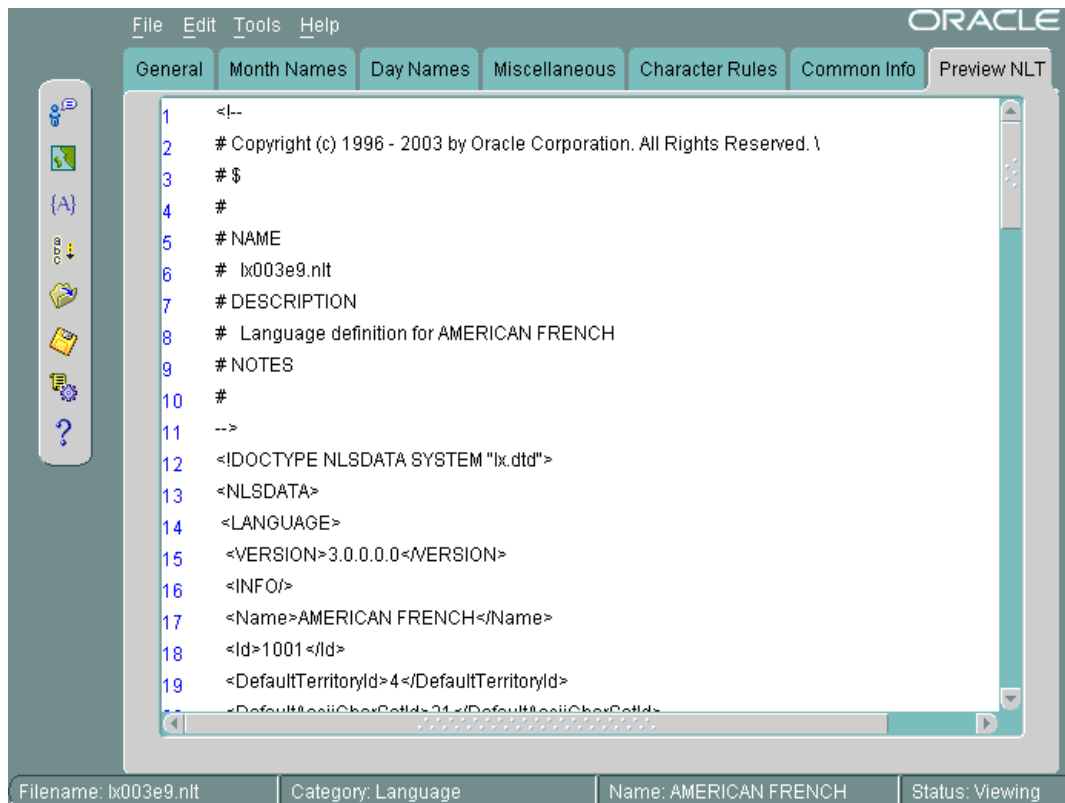 File Edit Tools Help
ORACLE
General Month Names Day Names Miscellaneous Character Rules Common Info Preview NLT
1 <!--
2 # Copyright (c) 1996 - 2003 by Oracle Corporation. All Rights Reserved. \
3 # $
4 #
5 # NAME
6 # lx003e9.nlt
7 # DESCRIPTION
8 # Language definition for AMERICAN FRENCH
9 # NOTES
10 #
11 -->
12 <!DOCTYPE NLSDATA SYSTEM "lx.dtd">
13 <NLSDATA>
14 <LANGUAGE>
15 <VERSION>3.0.0.0.0</VERSION>
16 <INFO/>
17 <Name>AMERICAN FRENCH</Name>
18 <Id>1001</Id>
19 <DefaultTerritoryId>4</DefaultTerritoryId>
{A}
a
b
c
?
Filename: lx003e9.nlt Category: Language Name: AMERICAN FRENCH Status: Viewing